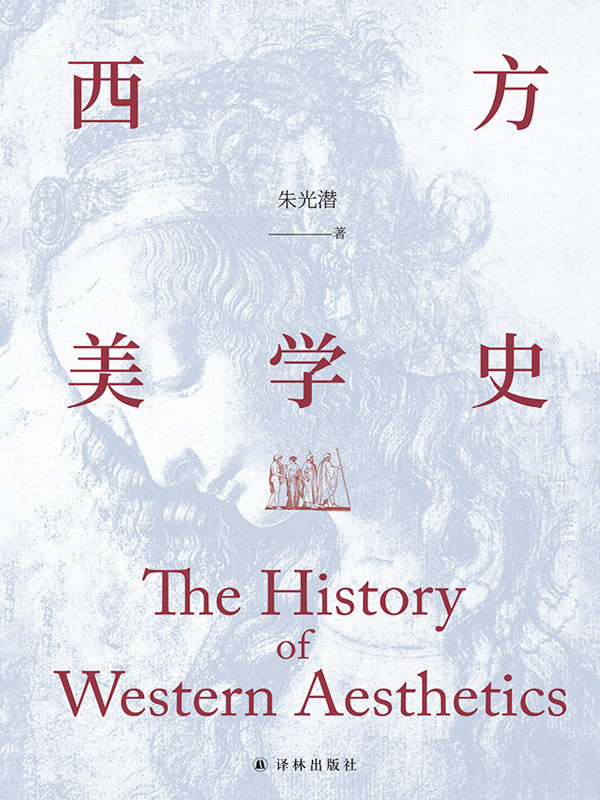 西方
朱光潜
著
美学史
The History
of
Western Aesthetics
译林出版社